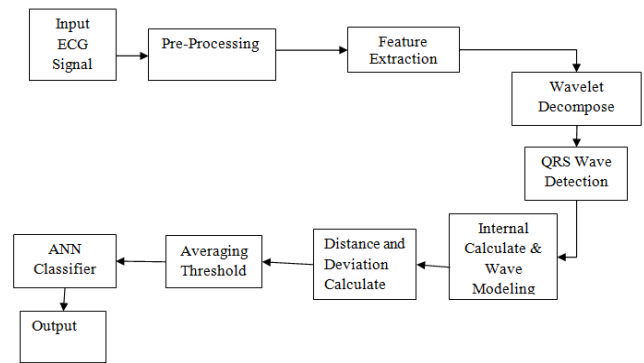 Input
ECG
Signal
Pre-Processing
Feature
Extraction
Wavelet
Decompose
QRS Wave
Detection
Internal
Calculate &
Wave
Modeling
Distance and
Deviation
Calculate
Averaging
Threshold
ANN
Classifier
Output